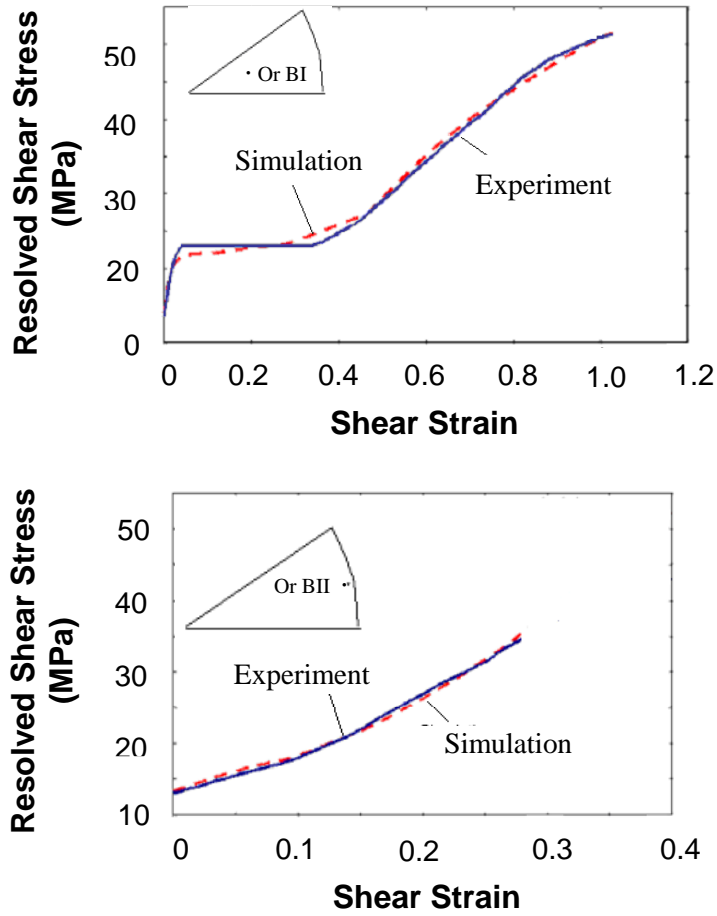 Resolved Shear Stress
(MPa)
50
40
30
20
10
0
Or BI
Simulation
Experiment
0 0.2 0.4 0.6 0.8 1.0 1.2
Shear Strain
Resolved Shear Stress
(MPa)
50
40
30
20
10
Or BII
Experiment
Simulation
0 0.1 0.2 0.3 0.4
Shear Strain